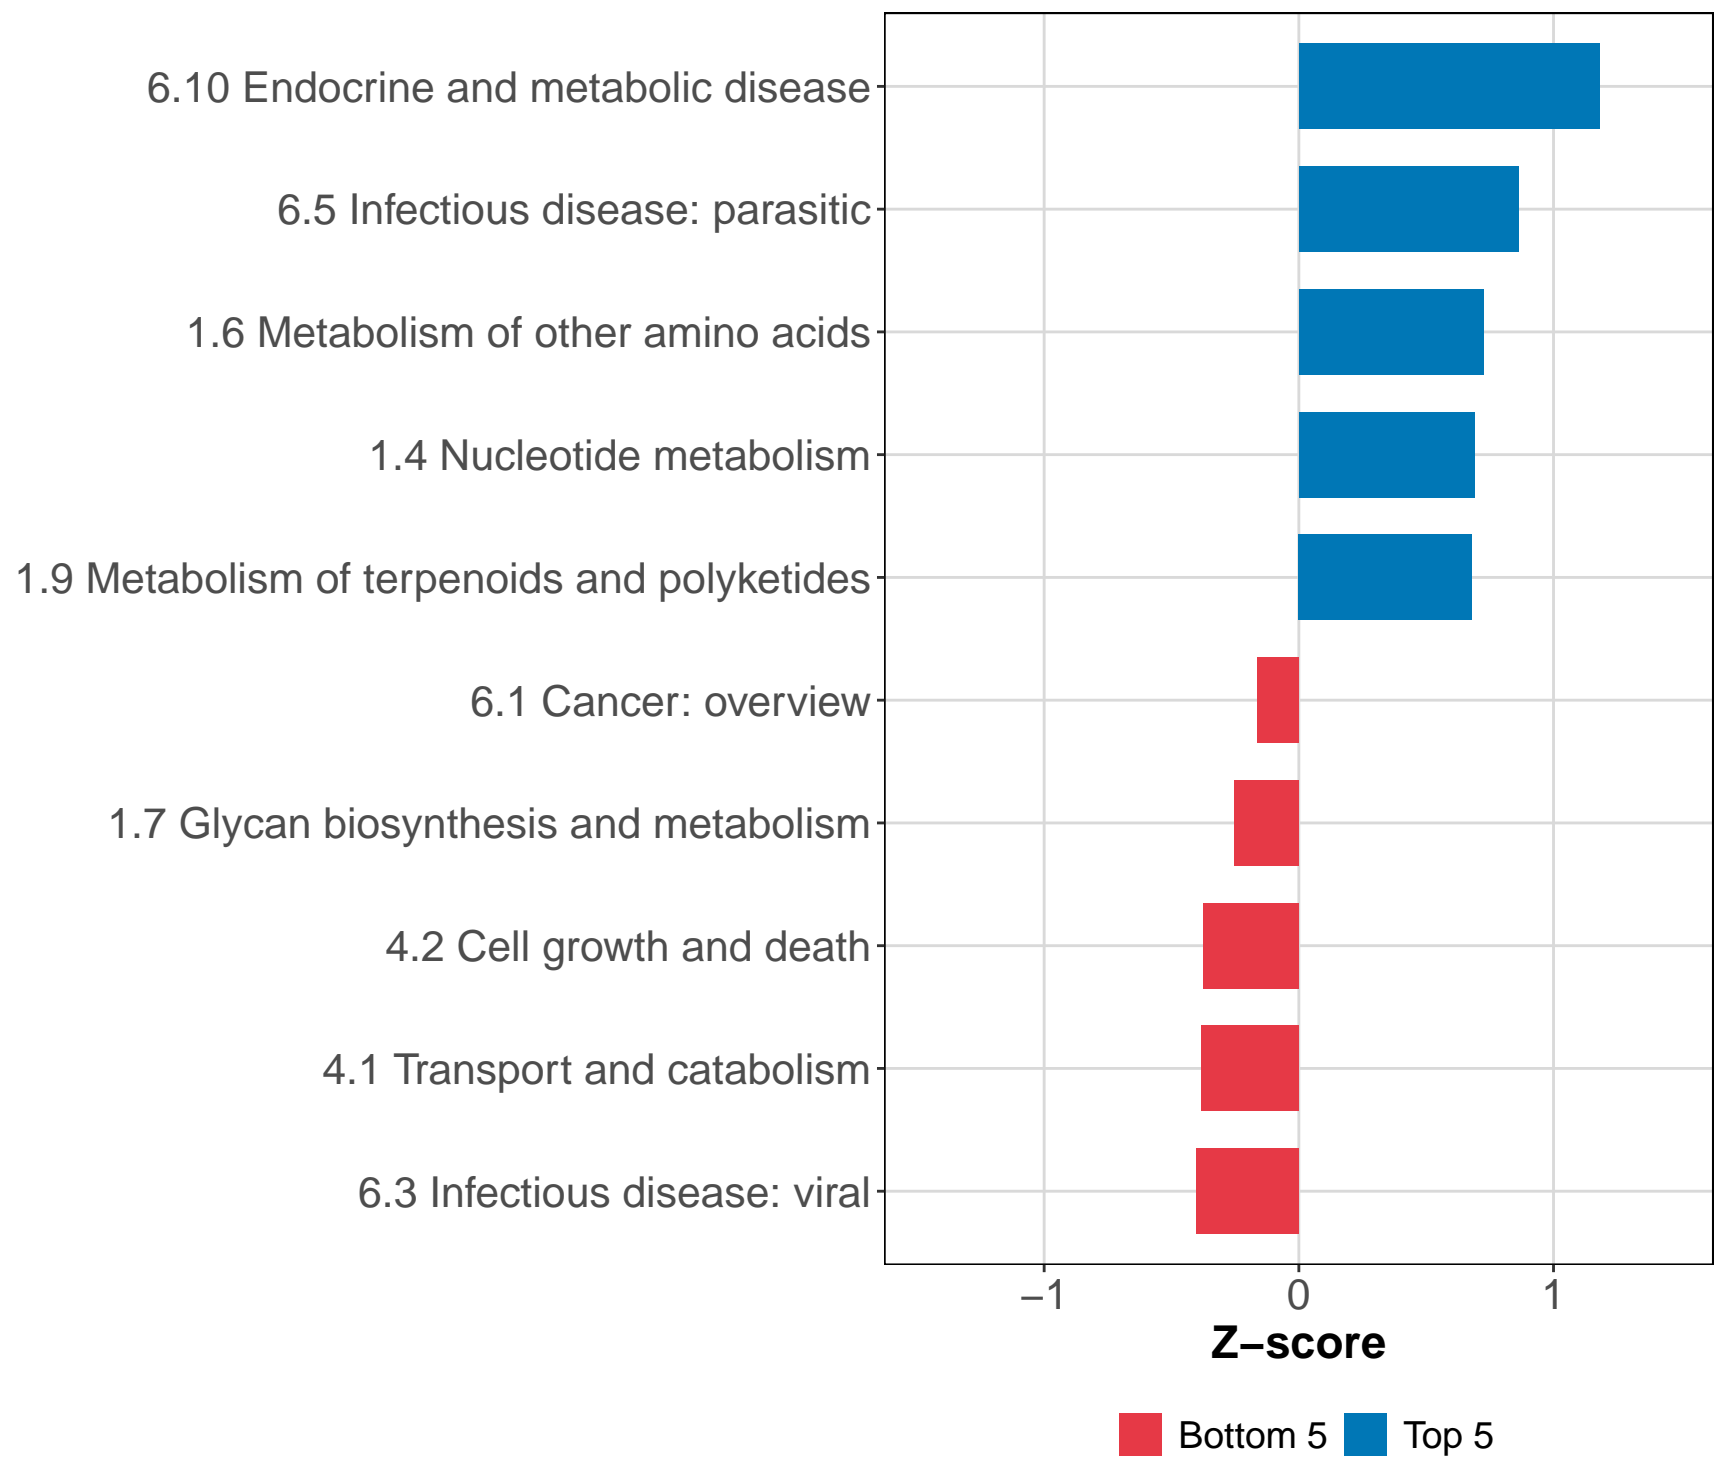 6.10 Endocrine and metabolic disease
6.5 Infectious disease: parasitic
1.6 Metabolism of other amino acids
1.4 Nucleotide metabolism
1.9 Metabolism of terpenoids and polyketides
6.1 Cancer: overview
1.7 Glycan biosynthesis and metabolism
4.2 Cell growth and death
4.1 Transport and catabolism
6.3 Infectious disease: viral
−1 0 1
Z−score
Bottom 5 Top 5